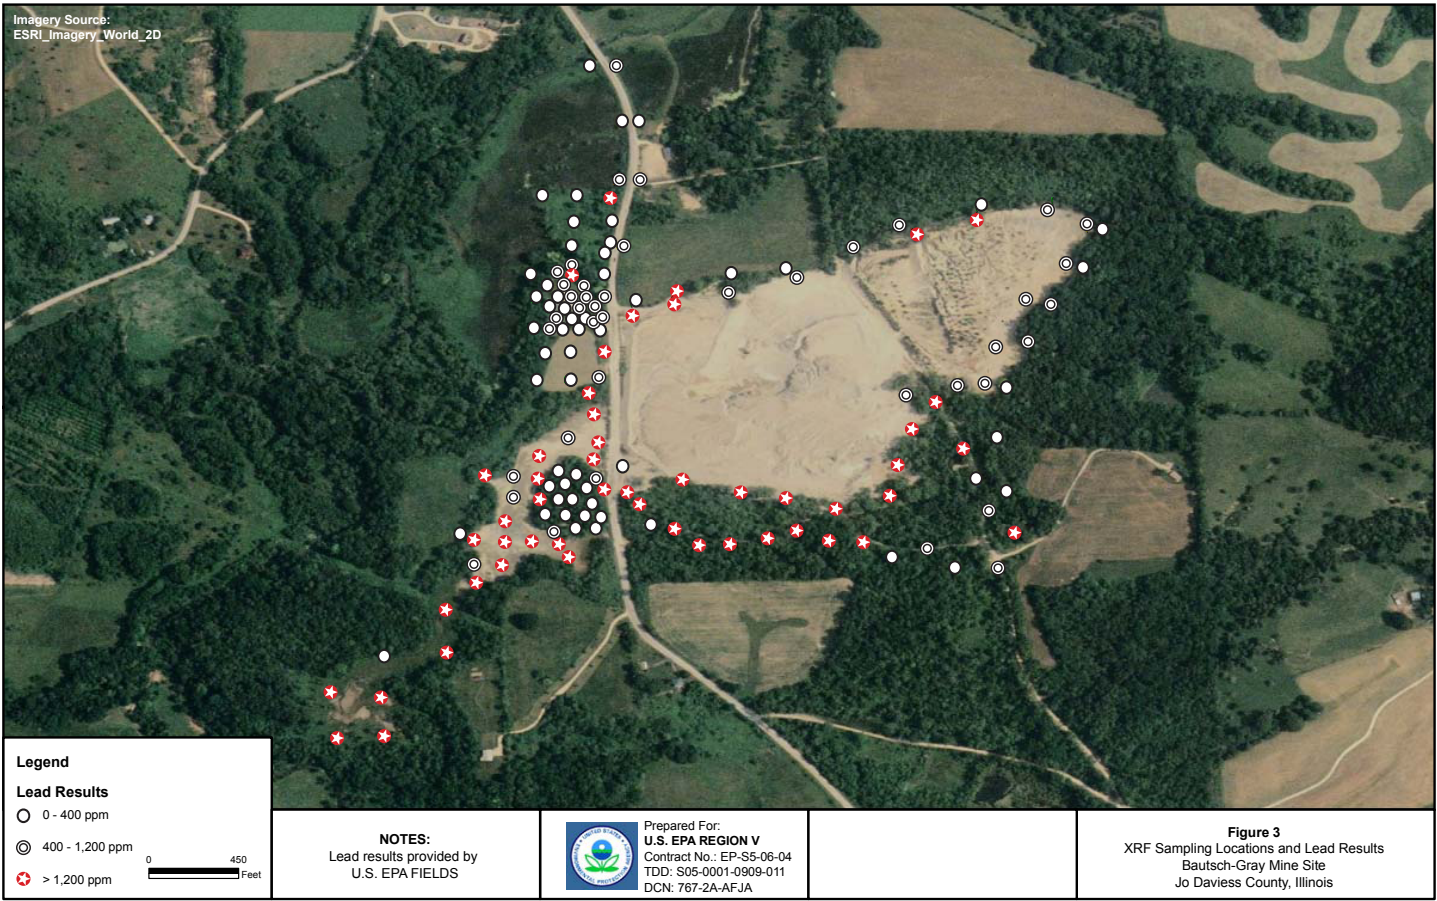 Imagery Source:
ESRI_Imagery_World_2D
Legend
Lead Results
0 - 400 ppm
400 - 1,200 ppm
> 1,200 ppm
0 450
Feet
NOTES:
Lead results provided by
U.S. EPA FIELDS
Prepared For:
U.S. EPA REGION V
Contract No.: EP-S5-06-04
TDD: S05-0001-0909-011
DCN: 767-2A-AFJA
Figure 3
XRF Sampling Locations and Lead Results
Bautsch-Gray Mine Site
Jo Daviess County, Illinois